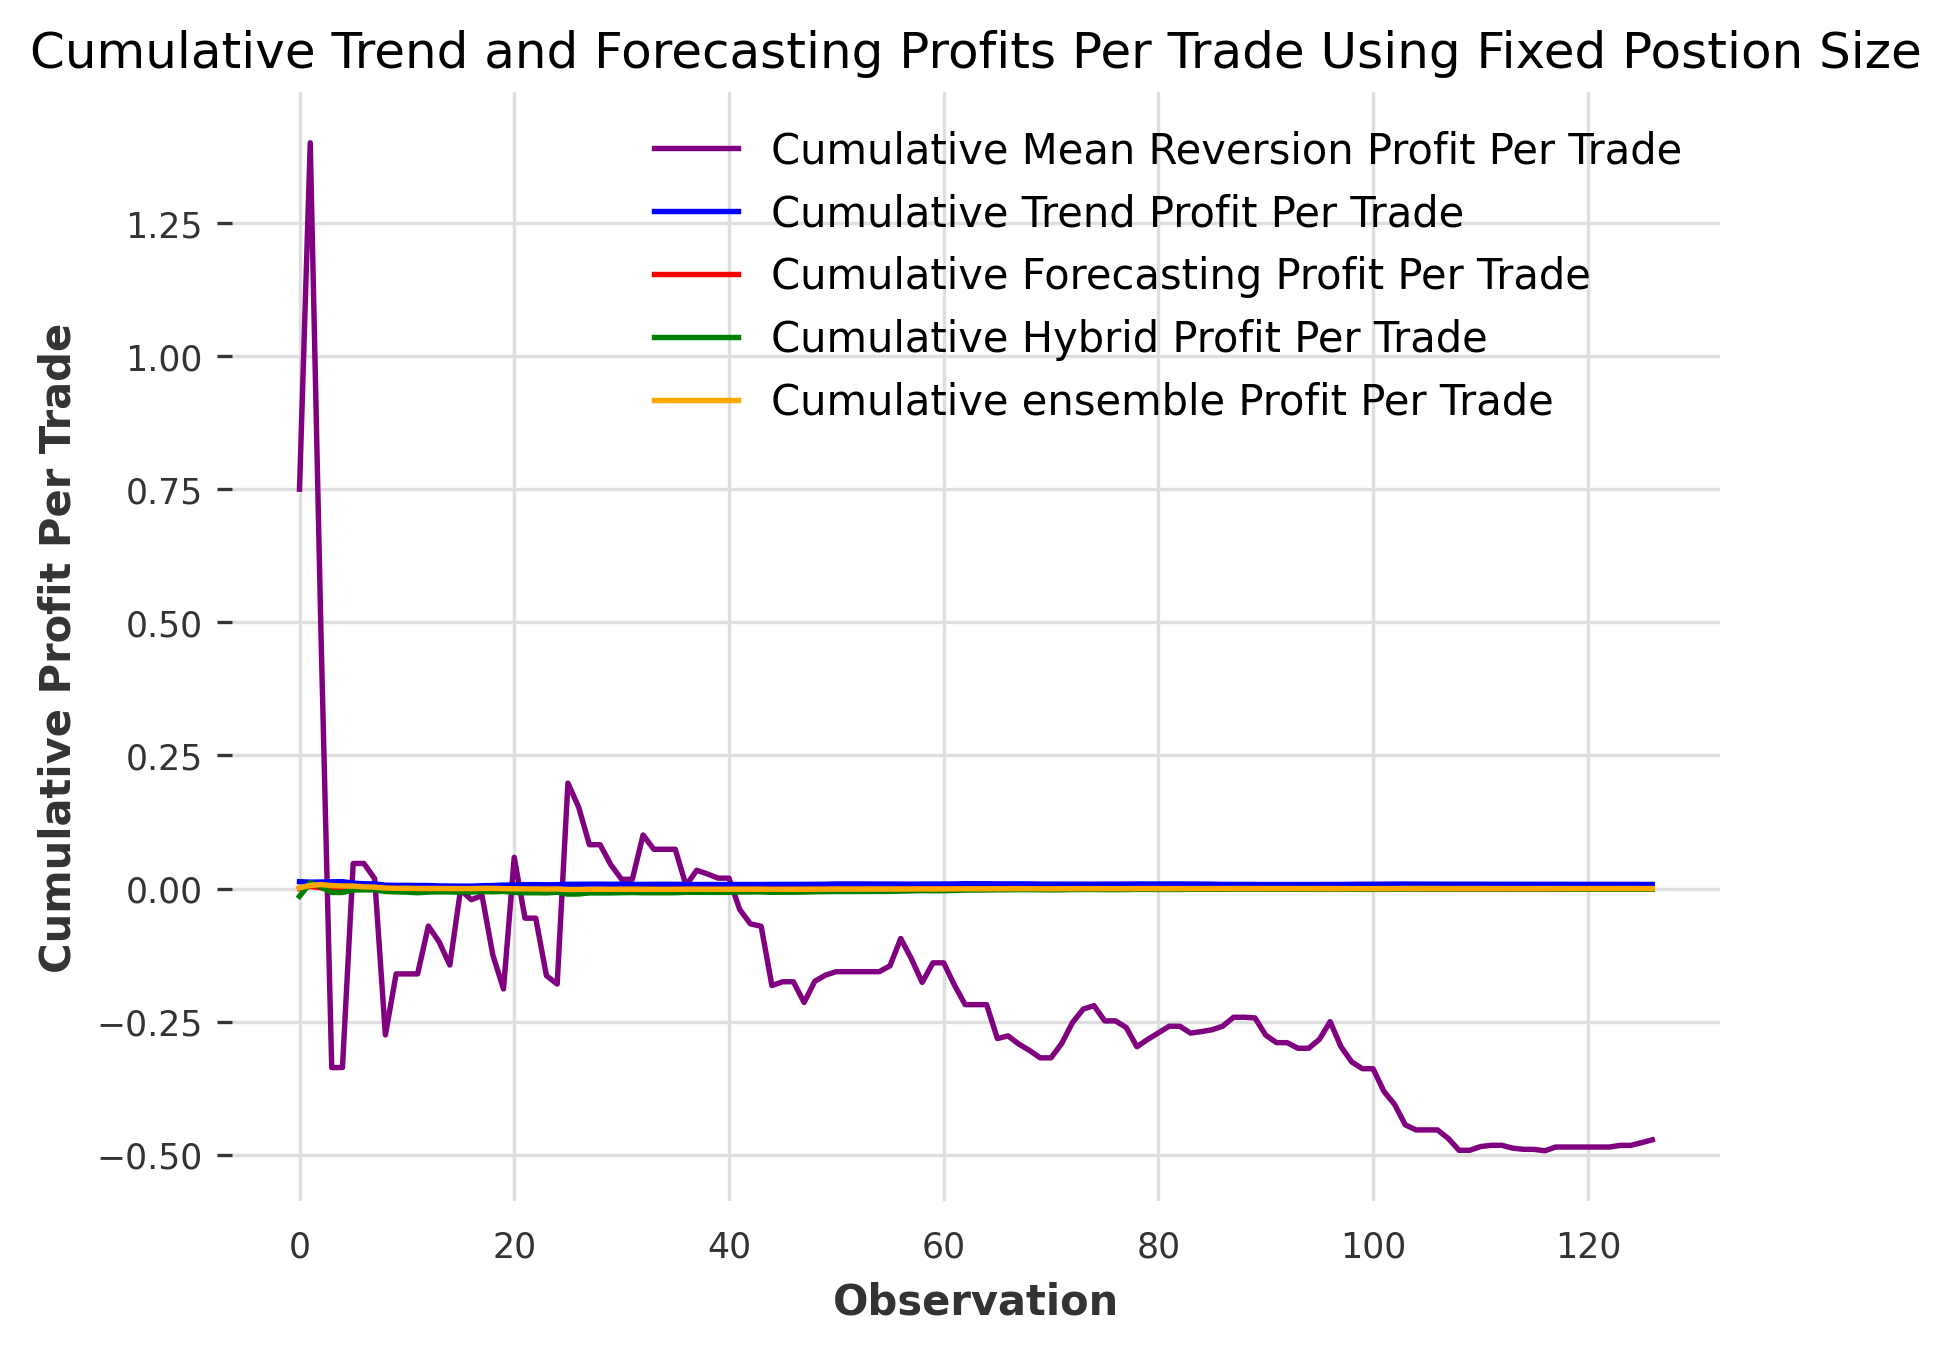 Cumulative Trend and Forecasting Profits Per Trade Using Fixed Postion Size
Cumulative Mean Reversion Profit Per Trade
Cumulative Trend Profit Per Trade
Cumulative Forecasting Profit Per Trade
Cumulative Hybrid Profit Per Trade
Cumulative ensemble Profit Per Trade
Cumulative Profit Per Trade
1.25
1.00
0.75
0.50
0.25
0.00
−0.25
−0.50
0 20 40 60 80 100 120
Observation